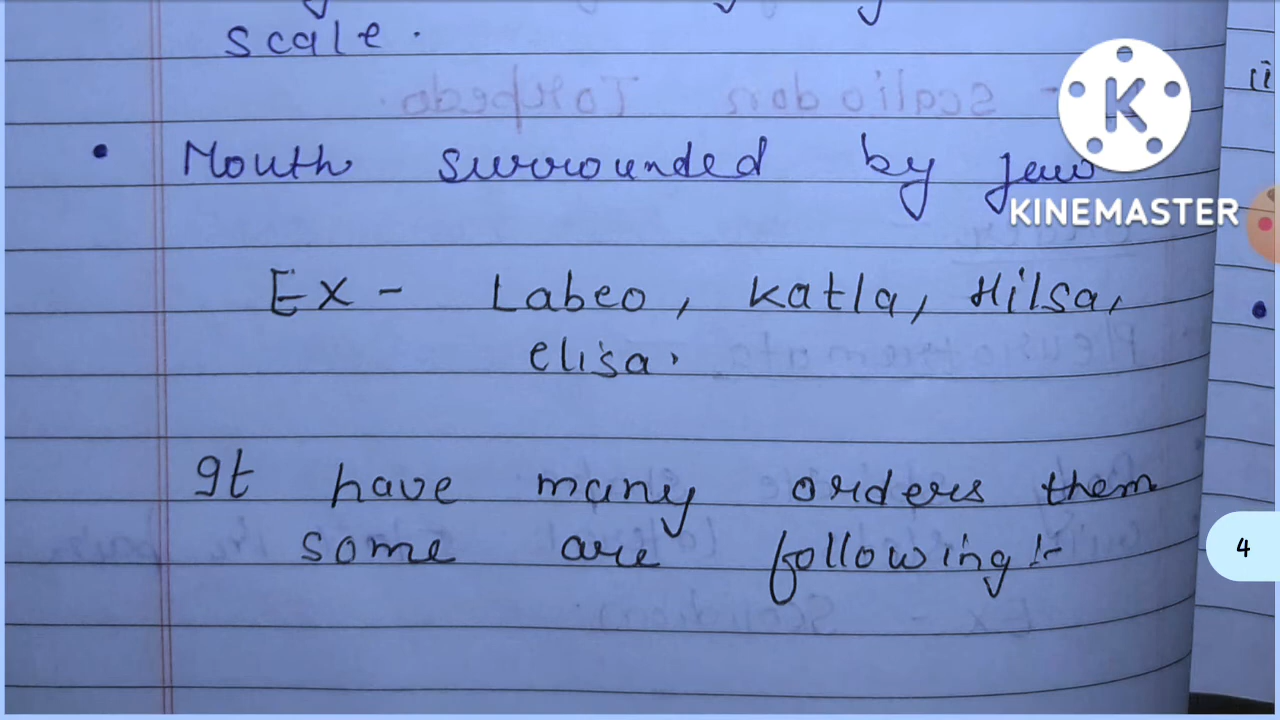 scale.
• Mouth surrounded by jaw
KINEMASTER
Ex - Labeo, Katla, Hilsa,
elisa.
It have many orders them
some are following :-
4